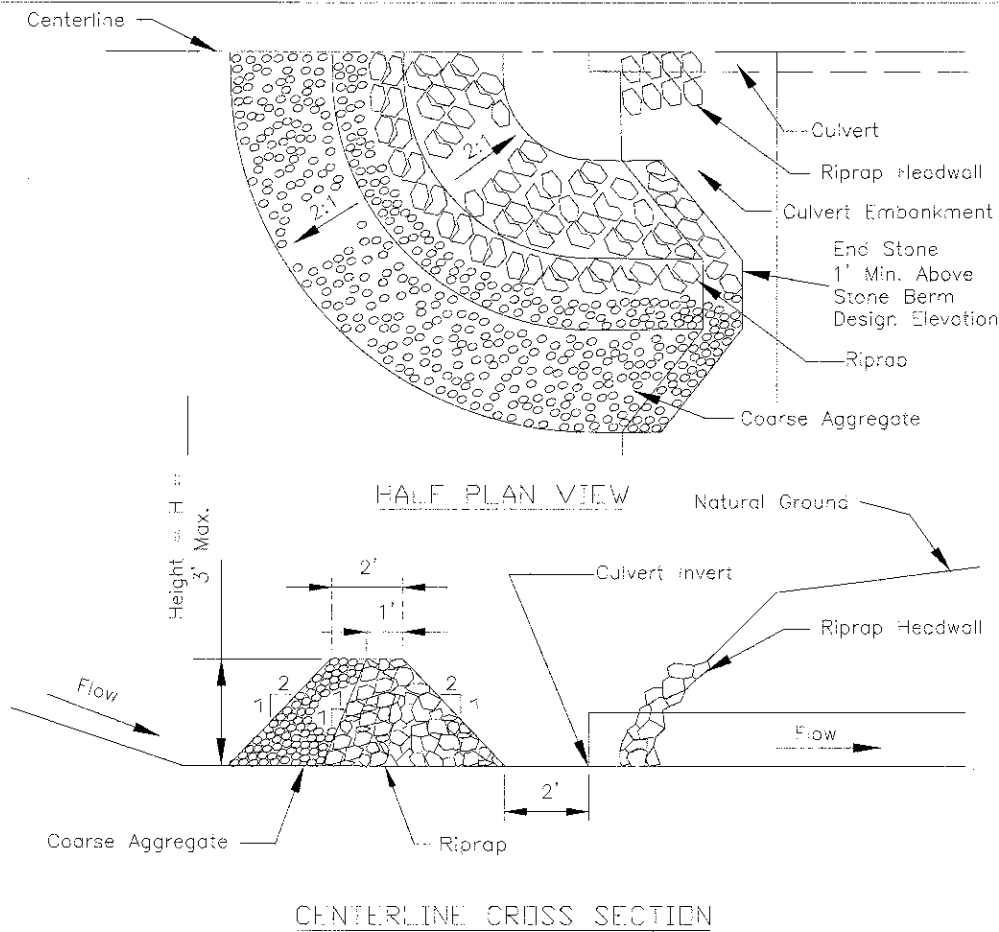 Centerline
Culvert
Riprap Headwall
Culvert Embankment
End Stone
1' Min. Above
Stone Berm
Design Elevation
Riprap
Coarse Aggregate
2:1
2:1
HALF PLAN VIEW
Height = H =
3' Max.
2'
1'
Natural Ground
Culvert Invert
Riprap Headwall
Flow
2
1
1
1
2
1
Flow
2'
Coarse Aggregate
Riprap
CENTERLINE CROSS SECTION